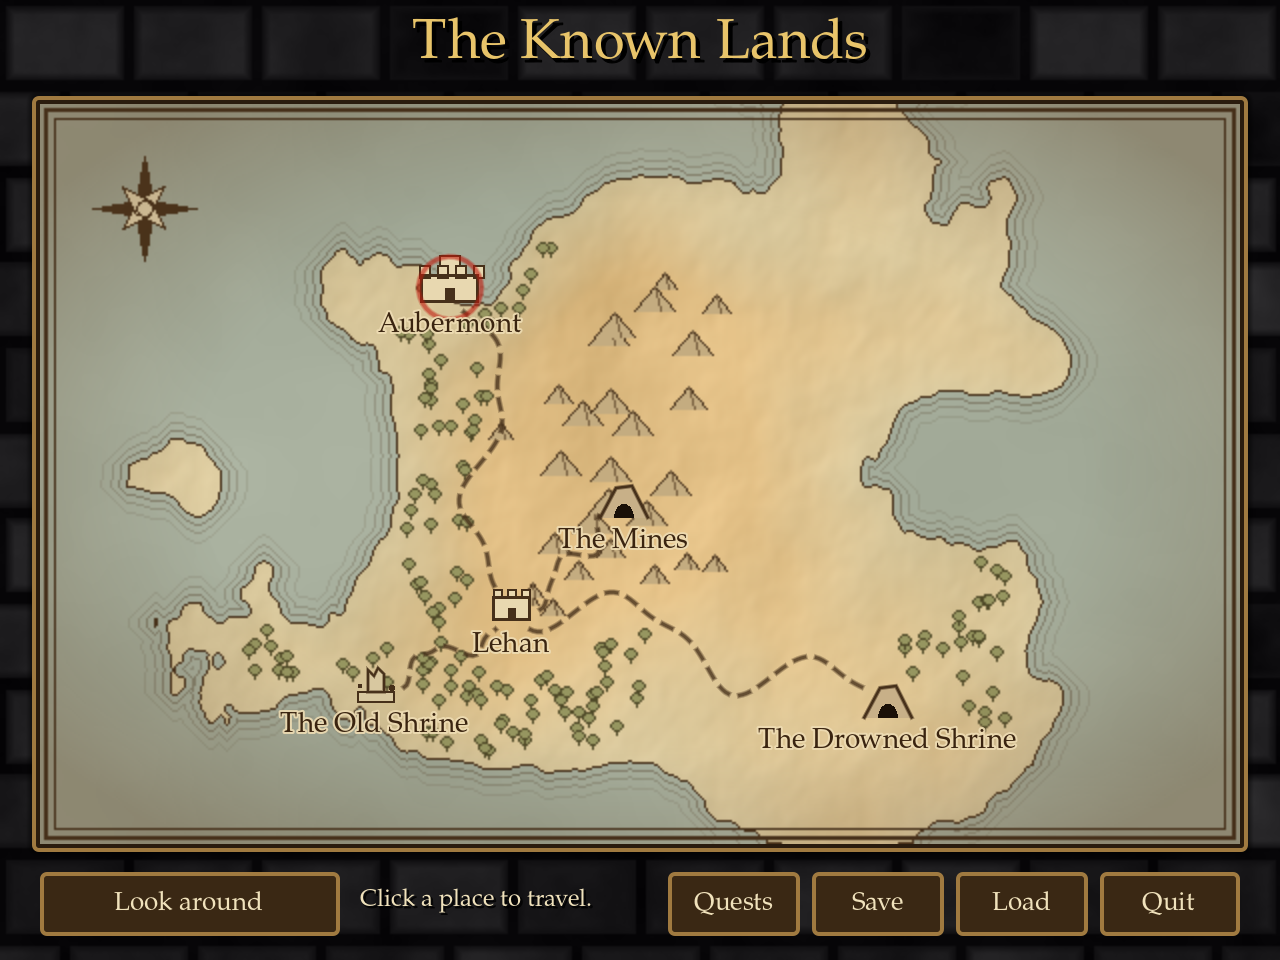 The Known Lands
Aubermont
The Mines
Lehan
The Old Shrine
The Drowned Shrine
Look around
Click a place to travel.
Quests
Save
Load
Quit